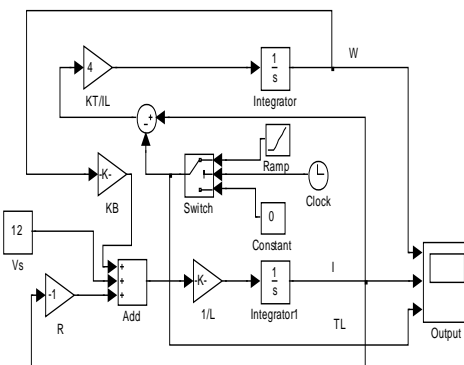 W
4
1
s
KT/IL
Integrator
+
-
Ramp
-K-
KB
Switch
Clock
12
0
Vs
Constant
+
+
+
-1
-K-
1
s
I
R
Add
1/L
Integrator1
TL
Output